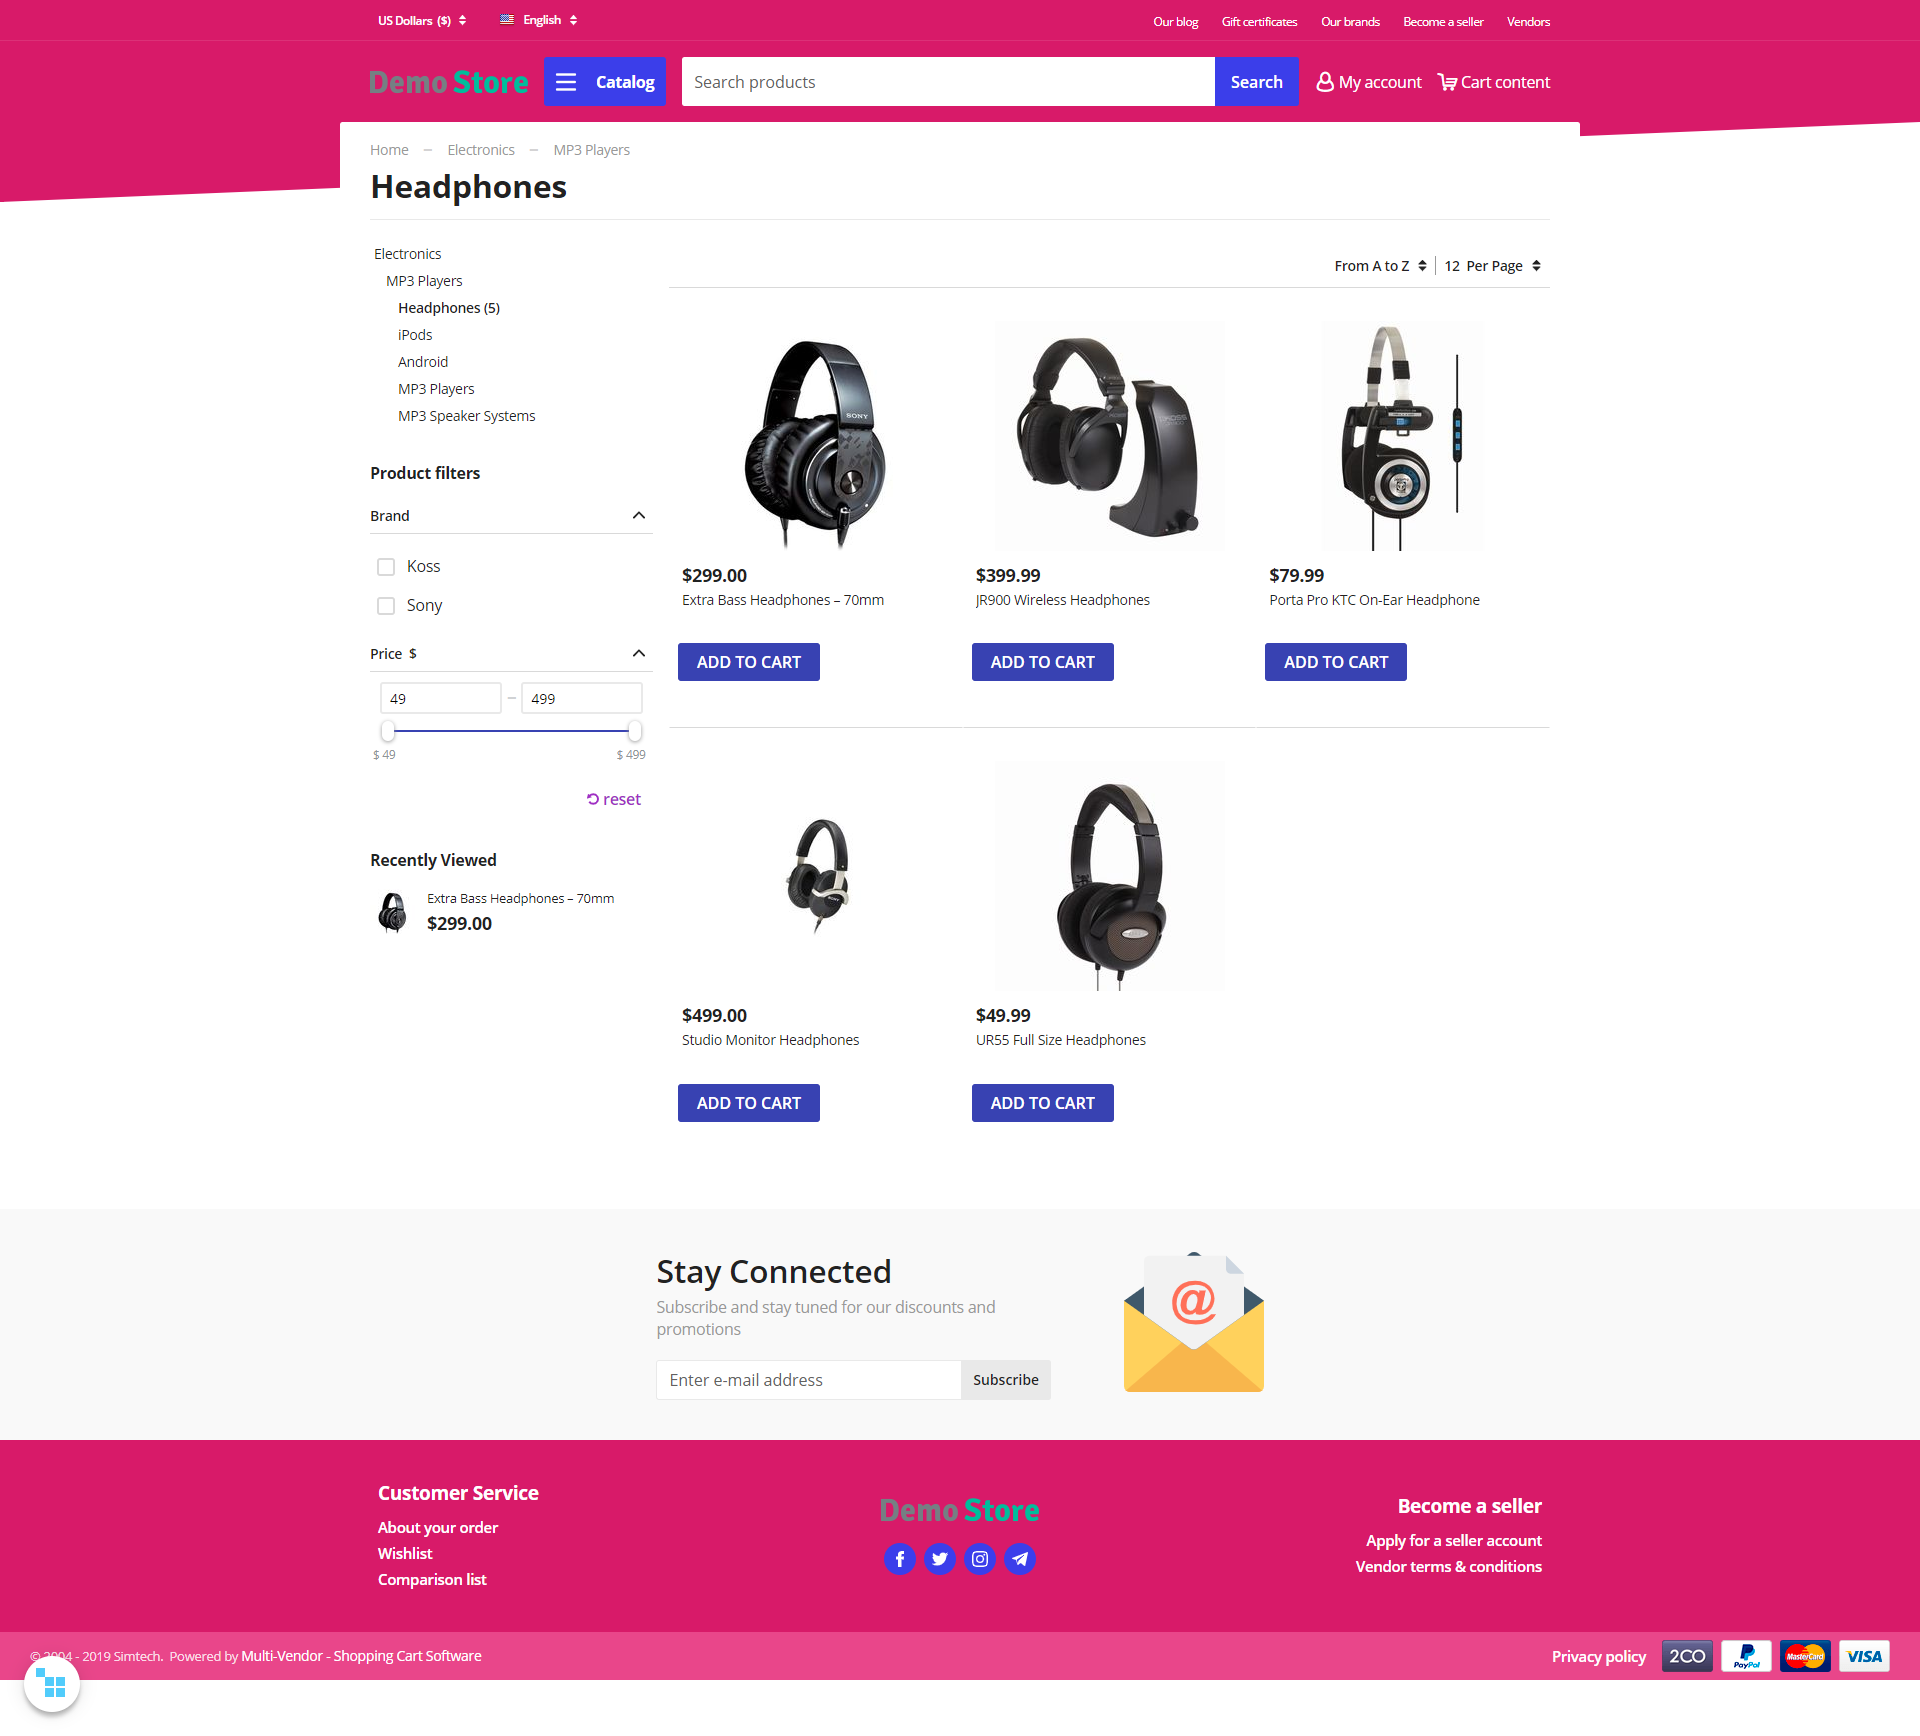 US Dollars ($)
English
Our blog
Gift certificates
Our brands
Become a seller
Vendors
Demo Store
Catalog
Search products
Search
My account
Cart content
Home – Electronics – MP3 Players
Headphones
Electronics
MP3 Players
Headphones (5)
iPods
Android
MP3 Players
MP3 Speaker Systems
Product filters
Brand
Koss
Sony
Price $
49 – 499
$ 49
$ 499
reset
Recently Viewed
Extra Bass Headphones – 70mm
$299.00
From A to Z
12 Per Page
SONY
KOSS
$299.00
Extra Bass Headphones – 70mm
ADD TO CART
$399.99
JR900 Wireless Headphones
ADD TO CART
$79.99
Porta Pro KTC On-Ear Headphone
ADD TO CART
$499.00
Studio Monitor Headphones
ADD TO CART
$49.99
UR55 Full Size Headphones
ADD TO CART
Stay Connected
Subscribe and stay tuned for our discounts and
promotions
Enter e-mail address
Subscribe
@
Customer Service
About your order
Wishlist
Comparison list
Demo Store
Become a seller
Apply for a seller account
Vendor terms & conditions
© 2004 - 2019 Simtech. Powered by Multi-Vendor - Shopping Cart Software
Privacy policy
2CO
PayPal
MasterCard
VISA